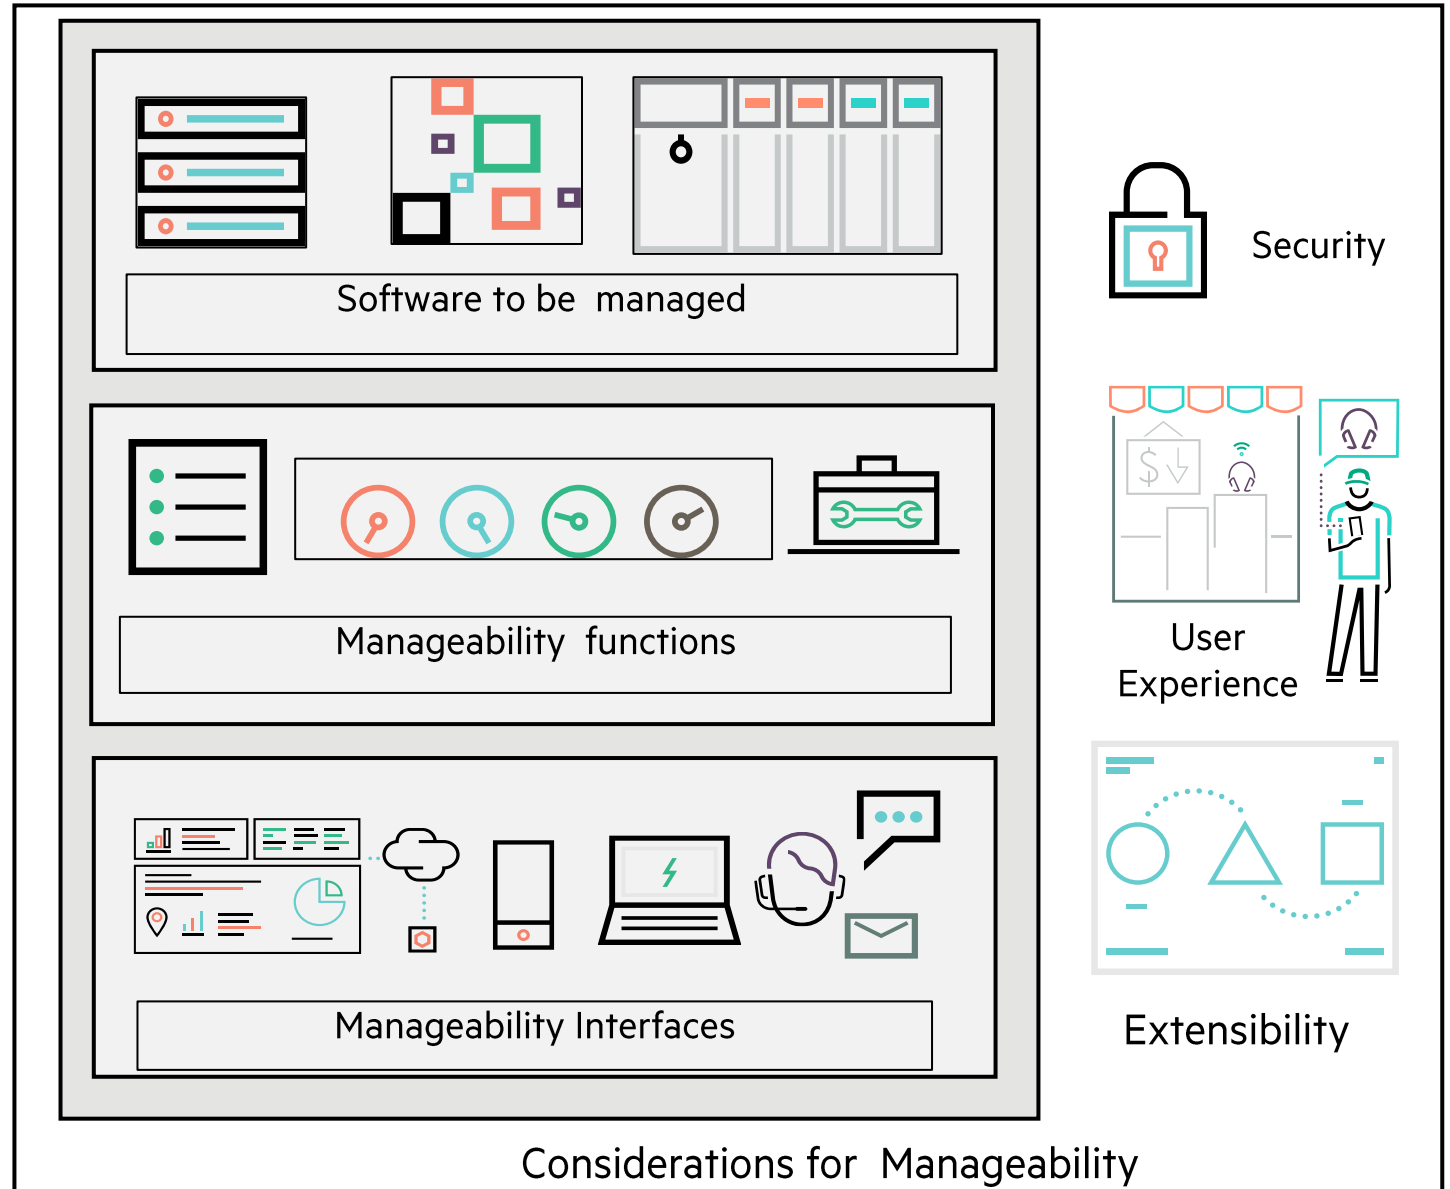 Software to be  managed
Security
Manageability  functions
$
User
Experience
Manageability Interfaces
Extensibility
Considerations for  Manageability